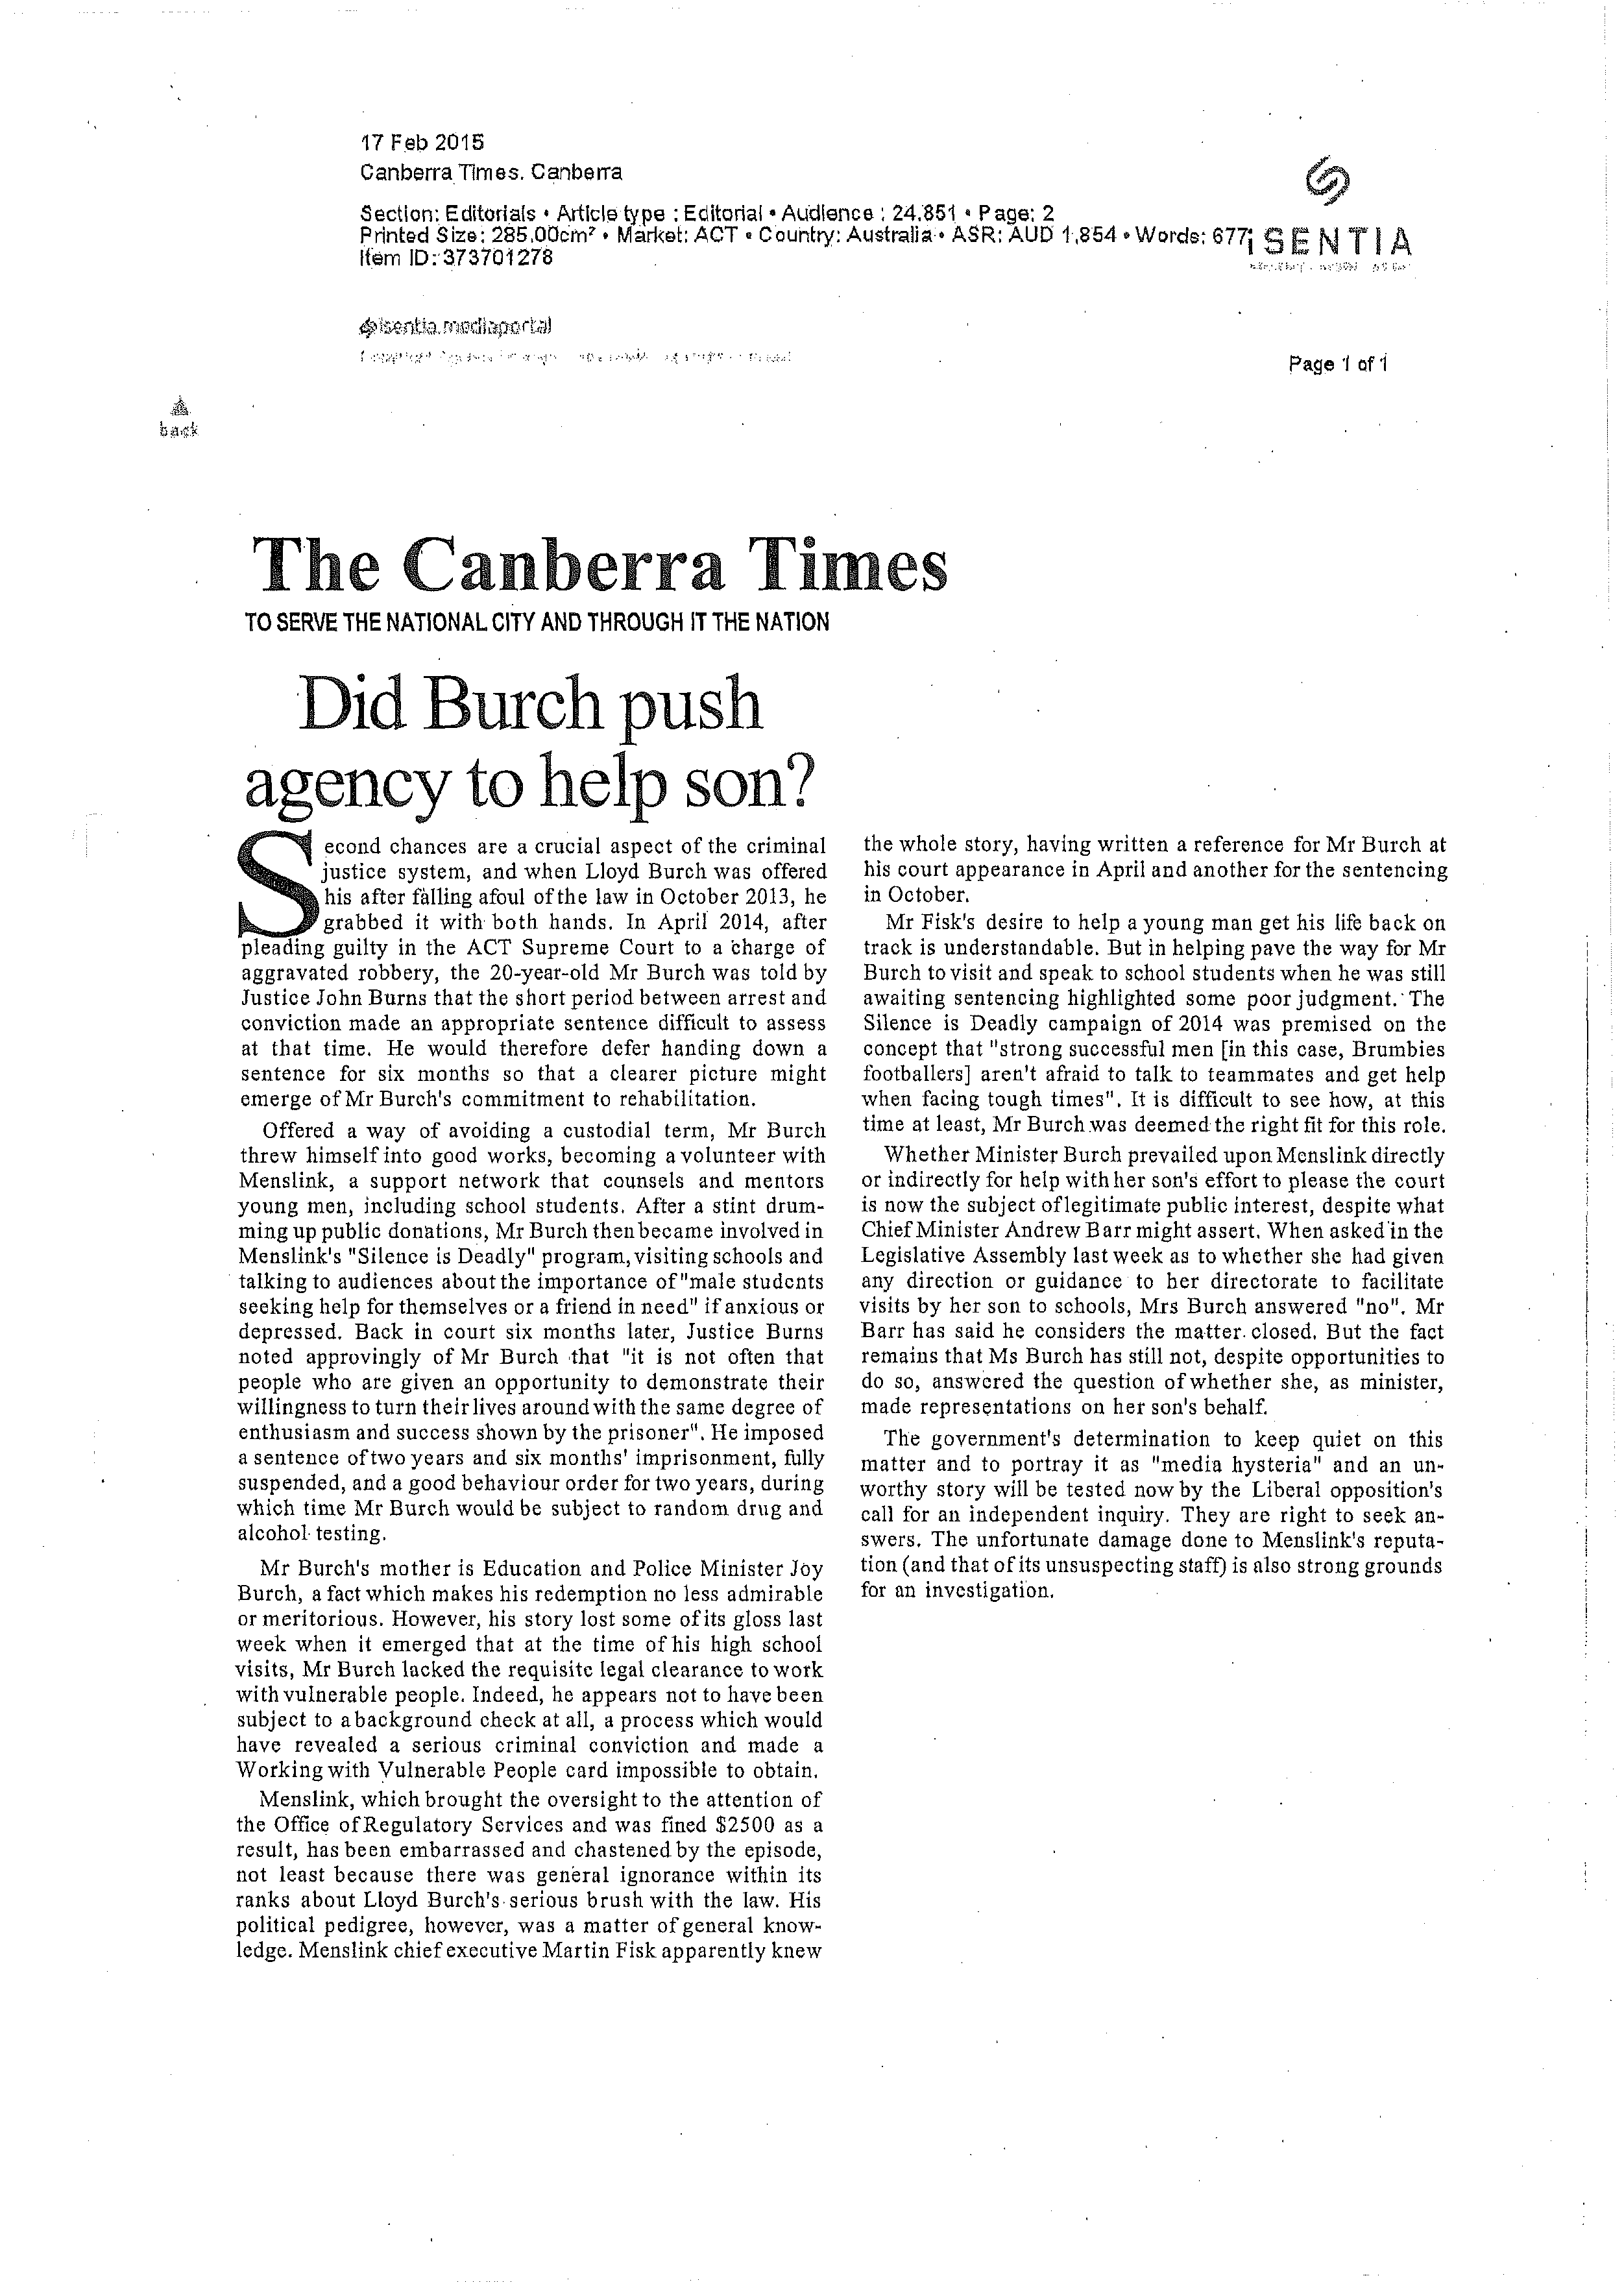 17 Feb 2015
Canberra Times, Canberra
Section: Editorials • Article type : Editorial • Audience : 24,851 • Page: 2
Printed Size: 285.00cm² • Market: ACT • Country: Australia • ASR: AUD 1,854 • Words: 677
Item ID: 373701278
iSENTIA
isentia.mediaportal
Page 1 of 1
back
The Canberra Times
TO SERVE THE NATIONAL CITY AND THROUGH IT THE NATION
Did Burch push
agency to help son?
Second chances are a crucial aspect of the criminal
justice system, and when Lloyd Burch was offered
his after falling afoul of the law in October 2013, he
grabbed it with both hands. In April 2014, after
pleading guilty in the ACT Supreme Court to a charge of
aggravated robbery, the 20-year-old Mr Burch was told by
Justice John Burns that the short period between arrest and
conviction made an appropriate sentence difficult to assess
at that time. He would therefore defer handing down a
sentence for six months so that a clearer picture might
emerge of Mr Burch's commitment to rehabilitation.
Offered a way of avoiding a custodial term, Mr Burch
threw himself into good works, becoming a volunteer with
Menslink, a support network that counsels and mentors
young men, including school students. After a stint drum-
ming up public donations, Mr Burch then became involved in
Menslink's "Silence is Deadly" program, visiting schools and
talking to audiences about the importance of "male students
seeking help for themselves or a friend in need" if anxious or
depressed. Back in court six months later, Justice Burns
noted approvingly of Mr Burch that "it is not often that
people who are given an opportunity to demonstrate their
willingness to turn their lives around with the same degree of
enthusiasm and success shown by the prisoner". He imposed
a sentence of two years and six months' imprisonment, fully
suspended, and a good behaviour order for two years, during
which time Mr Burch would be subject to random drug and
alcohol testing.
Mr Burch's mother is Education and Police Minister Joy
Burch, a fact which makes his redemption no less admirable
or meritorious. However, his story lost some of its gloss last
week when it emerged that at the time of his high school
visits, Mr Burch lacked the requisite legal clearance to work
with vulnerable people. Indeed, he appears not to have been
subject to a background check at all, a process which would
have revealed a serious criminal conviction and made a
Working with Vulnerable People card impossible to obtain.
Menslink, which brought the oversight to the attention of
the Office of Regulatory Services and was fined $2500 as a
result, has been embarrassed and chastened by the episode,
not least because there was general ignorance within its
ranks about Lloyd Burch's serious brush with the law. His
political pedigree, however, was a matter of general know-
ledge. Menslink chief executive Martin Fisk apparently knew
the whole story, having written a reference for Mr Burch at
his court appearance in April and another for the sentencing
in October.
Mr Fisk's desire to help a young man get his life back on
track is understandable. But in helping pave the way for Mr
Burch to visit and speak to school students when he was still
awaiting sentencing highlighted some poor judgment. The
Silence is Deadly campaign of 2014 was premised on the
concept that "strong successful men [in this case, Brumbies
footballers] aren't afraid to talk to teammates and get help
when facing tough times". It is difficult to see how, at this
time at least, Mr Burch was deemed the right fit for this role.
Whether Minister Burch prevailed upon Menslink directly
or indirectly for help with her son's effort to please the court
is now the subject of legitimate public interest, despite what
Chief Minister Andrew Barr might assert. When asked in the
Legislative Assembly last week as to whether she had given
any direction or guidance to her directorate to facilitate
visits by her son to schools, Mrs Burch answered "no". Mr
Barr has said he considers the matter closed. But the fact
remains that Ms Burch has still not, despite opportunities to
do so, answered the question of whether she, as minister,
made representations on her son's behalf.
The government's determination to keep quiet on this
matter and to portray it as "media hysteria" and an un-
worthy story will be tested now by the Liberal opposition's
call for an independent inquiry. They are right to seek an-
swers. The unfortunate damage done to Menslink's reputa-
tion (and that of its unsuspecting staff) is also strong grounds
for an investigation.